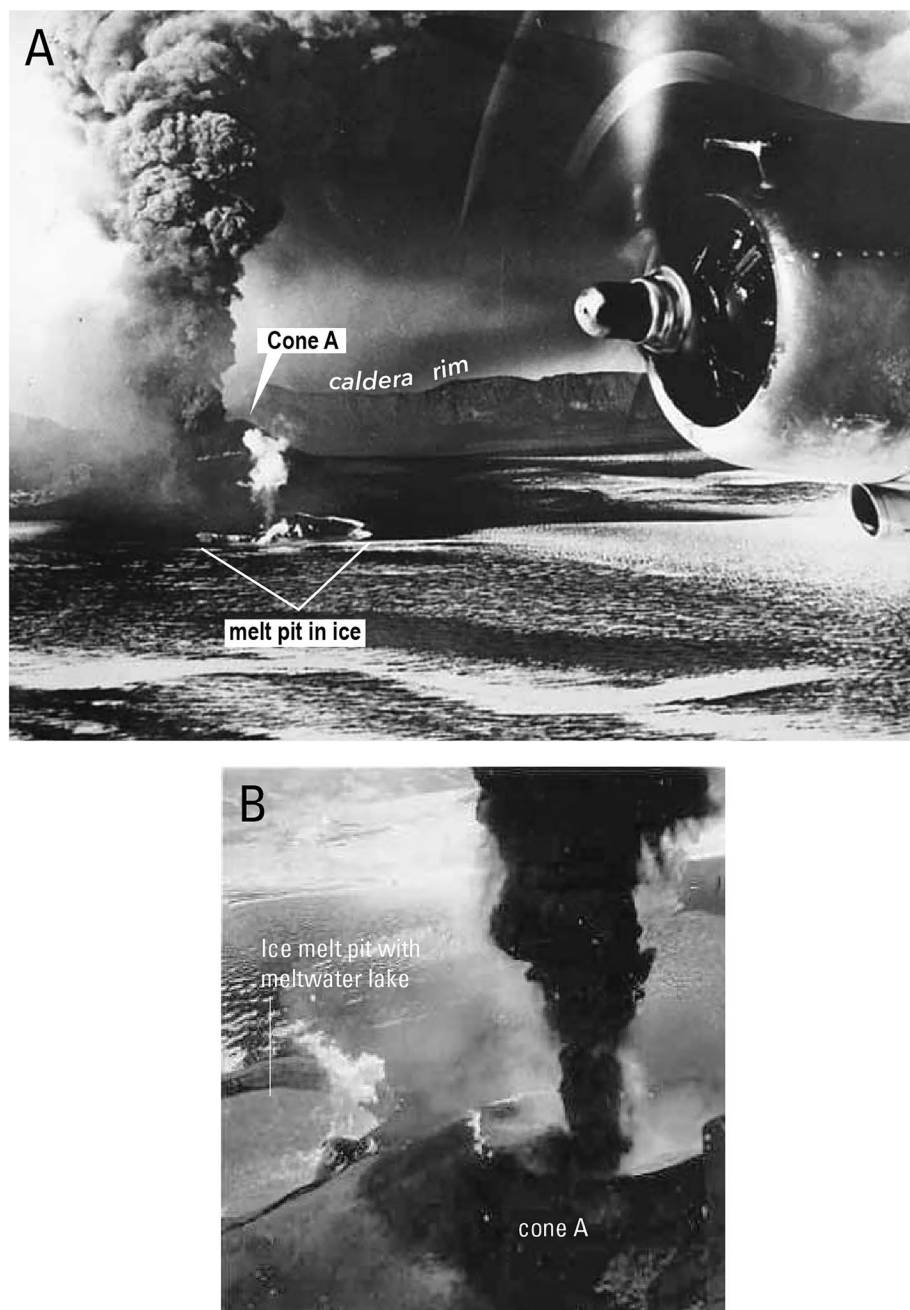 A
Cone A
caldera rim
melt pit in ice
B
Ice melt pit with
meltwater lake
cone A